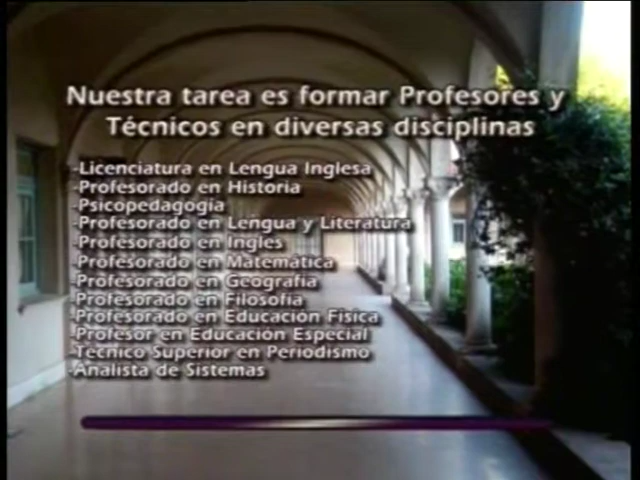 Nuestra tarea es formar Profesores y
Técnicos en diversas disciplinas
-Licenciatura en Lengua Inglesa
-Profesorado en Historia
-Psicopedagogía
-Profesorado en Lengua y Literatura
-Profesorado en Ingles
-Profesorado en Matemática
-Profesorado en Geografía
-Profesorado en Filosofía
-Profesorado en Educación Física
-Profesor en Educación Especial
-Técnico Superior en Periodismo
-Analista de Sistemas